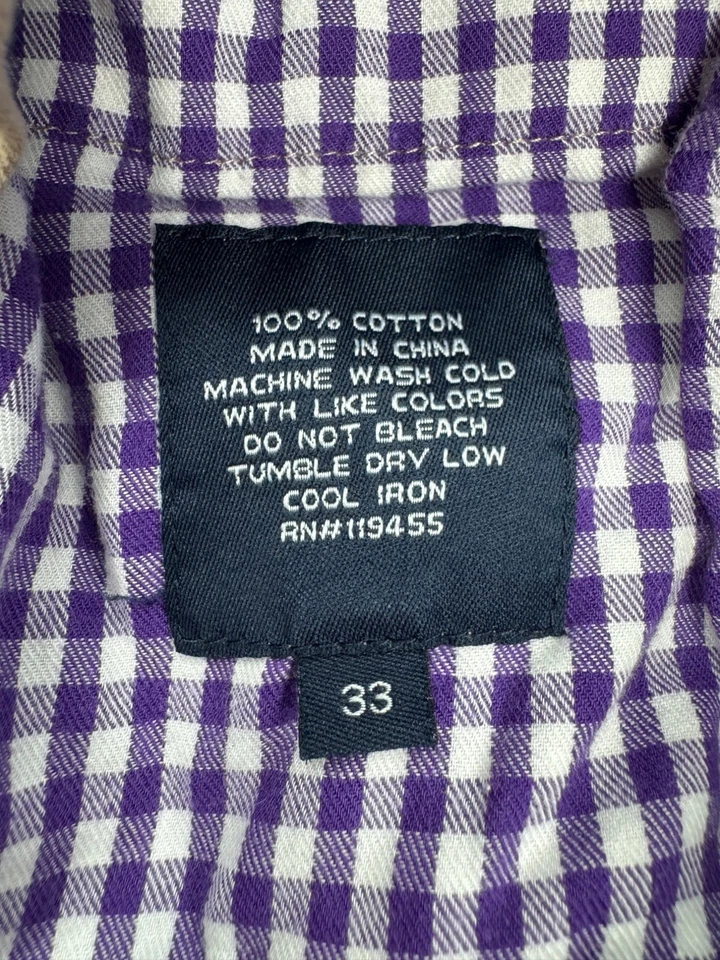 100% COTTON
MADE IN CHINA
MACHINE WASH COLD
WITH LIKE COLORS
DO NOT BLEACH
TUMBLE DRY LOW
COOL IRON
RN#119455
33